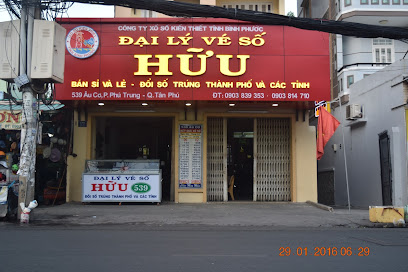 CÔNG TY XỔ SỐ KIẾN THIẾT TỈNH BÌNH PHƯỚC
ĐẠI LÝ VÉ SỐ
HỮU
BÁN SỈ VÀ LẺ - ĐỔI SỐ TRÚNG THÀNH PHỐ VÀ CÁC TỈNH
539 Âu Cơ, P. Phú Trung - Q. Tân Phú
ĐT: 0903 839 353 - 0903 814 710
ĐẠI LÝ VÉ SỐ
HỮU 539
ĐỔI SỐ TRÚNG THÀNH PHỐ VÀ CÁC TỈNH
29 01 2016 06 29